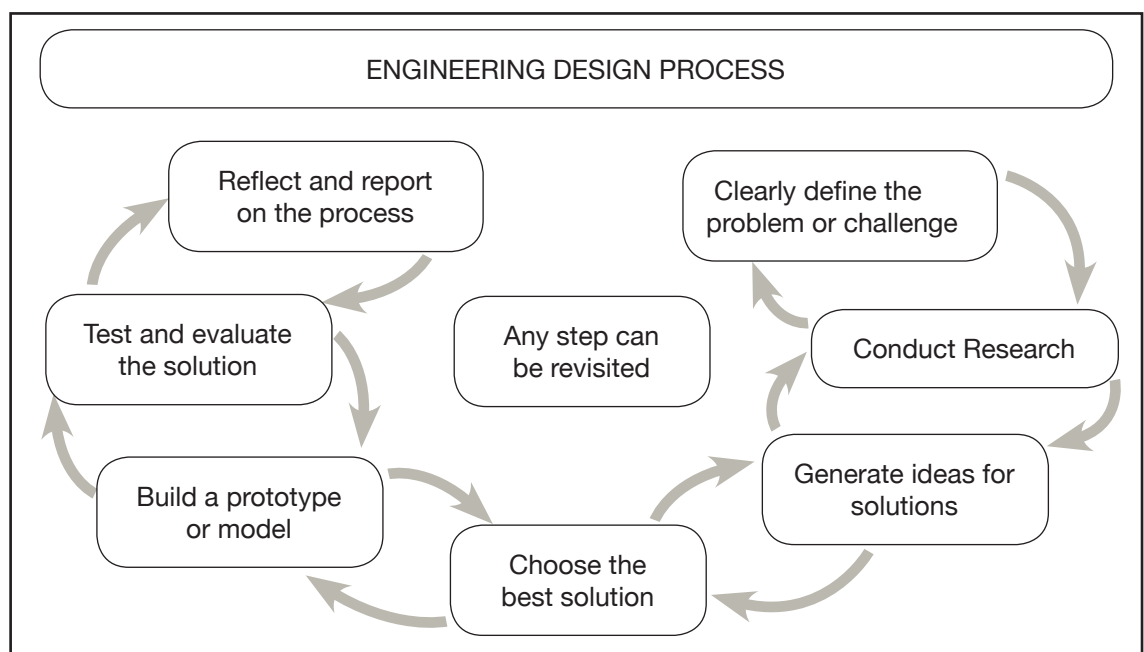 ENGINEERING DESIGN PROCESS
Reflect and report
on the process
Clearly define the
problem or challenge
Test and evaluate
the solution
Any step can
be revisited
Conduct Research
Build a prototype
or model
Generate ideas for
solutions
Choose the
best solution